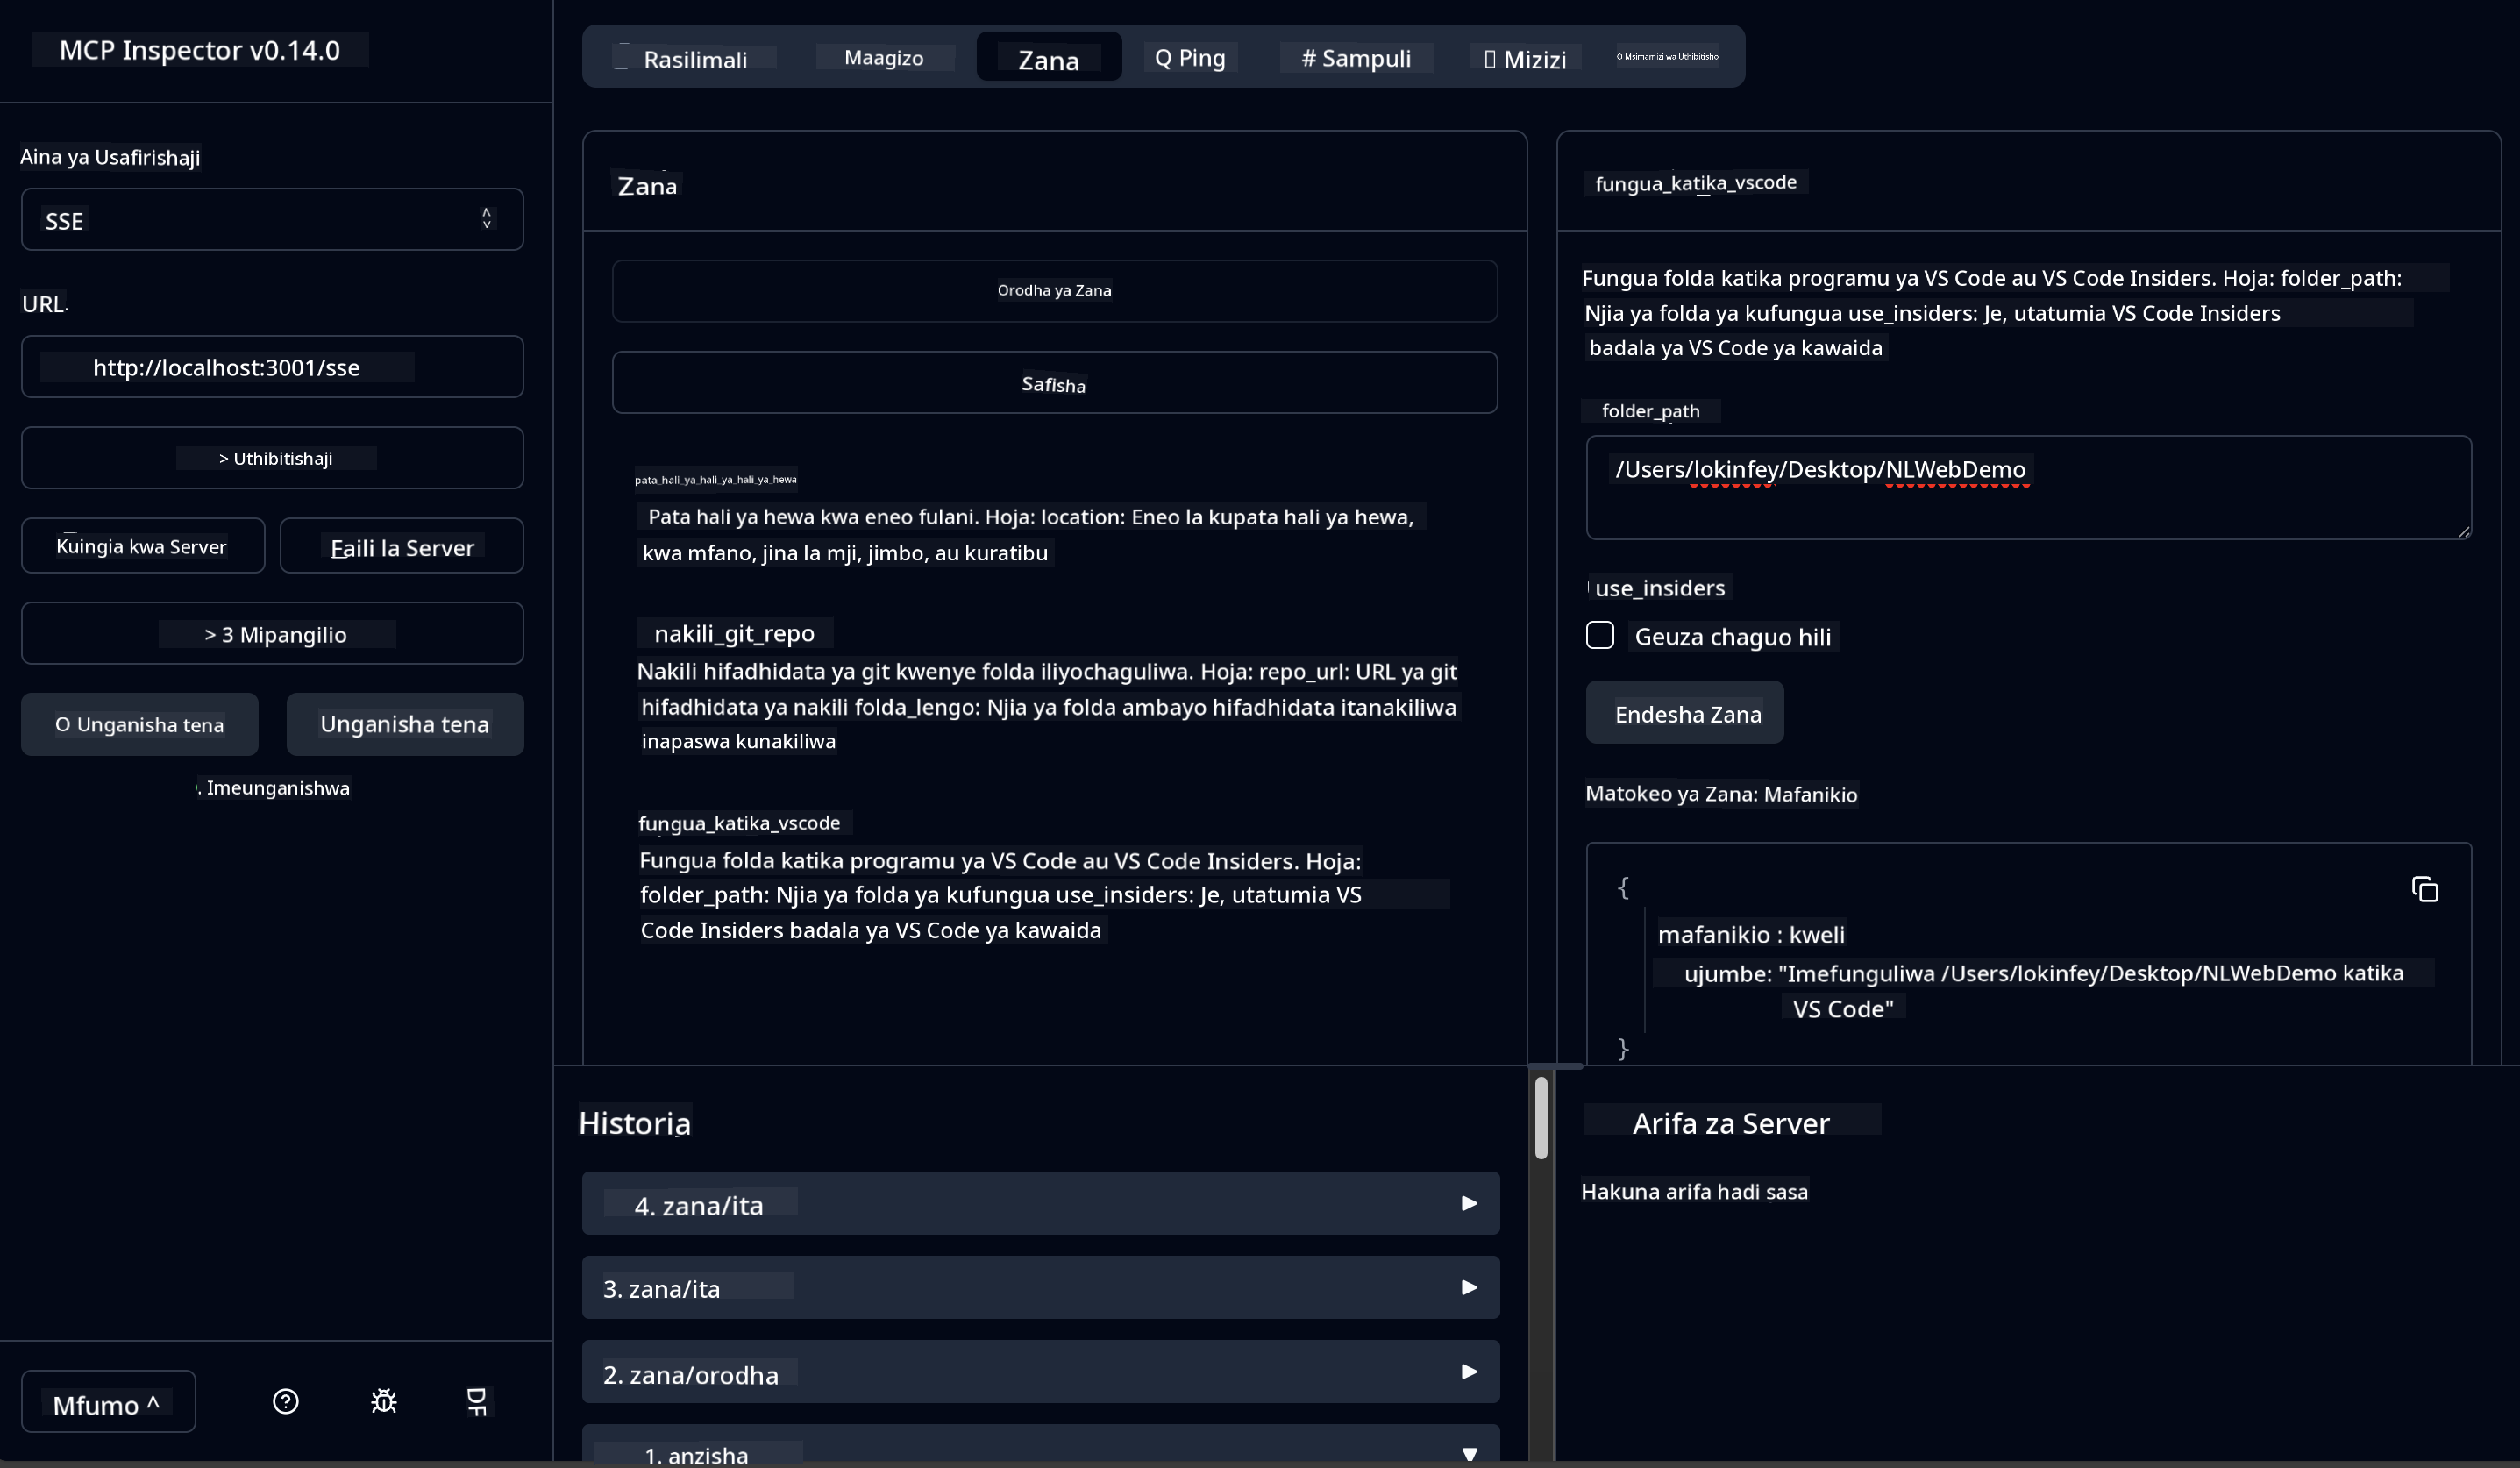 MCP Inspector v0.14.0
Aina ya Usafirishaji
SSE
URL.
http://localhost:3001/sse
> Uthibitishaji
Kuingia kwa Server
Faili la Server
> 3 Mipangilio
O Unganisha tena
Unganisha tena
. Imeunganishwa
Mfumo ^
Rasilimali
Maagizo
Zana
Q Ping
# Sampuli
Mizizi
O Msimamizi wa Uthibitisho
Zana
Orodha ya Zana
Safisha
pata_hali_ya_hali_ya_hali_ya_hewa
Pata hali ya hewa kwa eneo fulani. Hoja: location: Eneo la kupata hali ya hewa,
kwa mfano, jina la mji, jimbo, au kuratibu
nakili_git_repo
Nakili hifadhidata ya git kwenye folda iliyochaguliwa. Hoja: repo_url: URL ya git
hifadhidata ya nakili folda_lengo: Njia ya folda ambayo hifadhidata itanakiliwa
inapaswa kunakiliwa
fungua_katika_vscode
Fungua folda katika programu ya VS Code au VS Code Insiders. Hoja:
folder_path: Njia ya folda ya kufungua use_insiders: Je, utatumia VS
Code Insiders badala ya VS Code ya kawaida
fungua_katika_vscode
Fungua folda katika programu ya VS Code au VS Code Insiders. Hoja: folder_path:
Njia ya folda ya kufungua use_insiders: Je, utatumia VS Code Insiders
badala ya VS Code ya kawaida
folder_path
/Users/lokinfey/Desktop/NLWebDemo
use_insiders
Geuza chaguo hili
Endesha Zana
Matokeo ya Zana: Mafanikio
{
mafanikio : kweli
ujumbe: "Imefunguliwa /Users/lokinfey/Desktop/NLWebDemo katika
VS Code"
}
Historia
4. zana/ita
3. zana/ita
2. zana/orodha
1. anzisha
Arifa za Server
Hakuna arifa hadi sasa